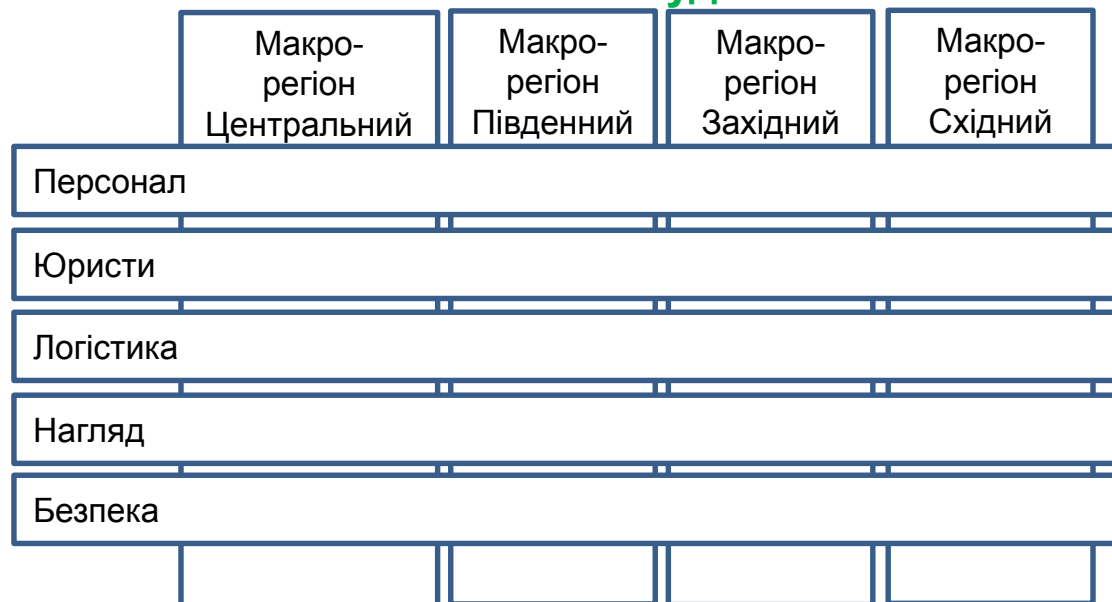 Макро-
регіон
Центральний
Макро-
регіон
Південний
Макро-
регіон
Західний
Макро-
регіон
Східний
Персонал
Юристи
Логістика
Нагляд
Безпека